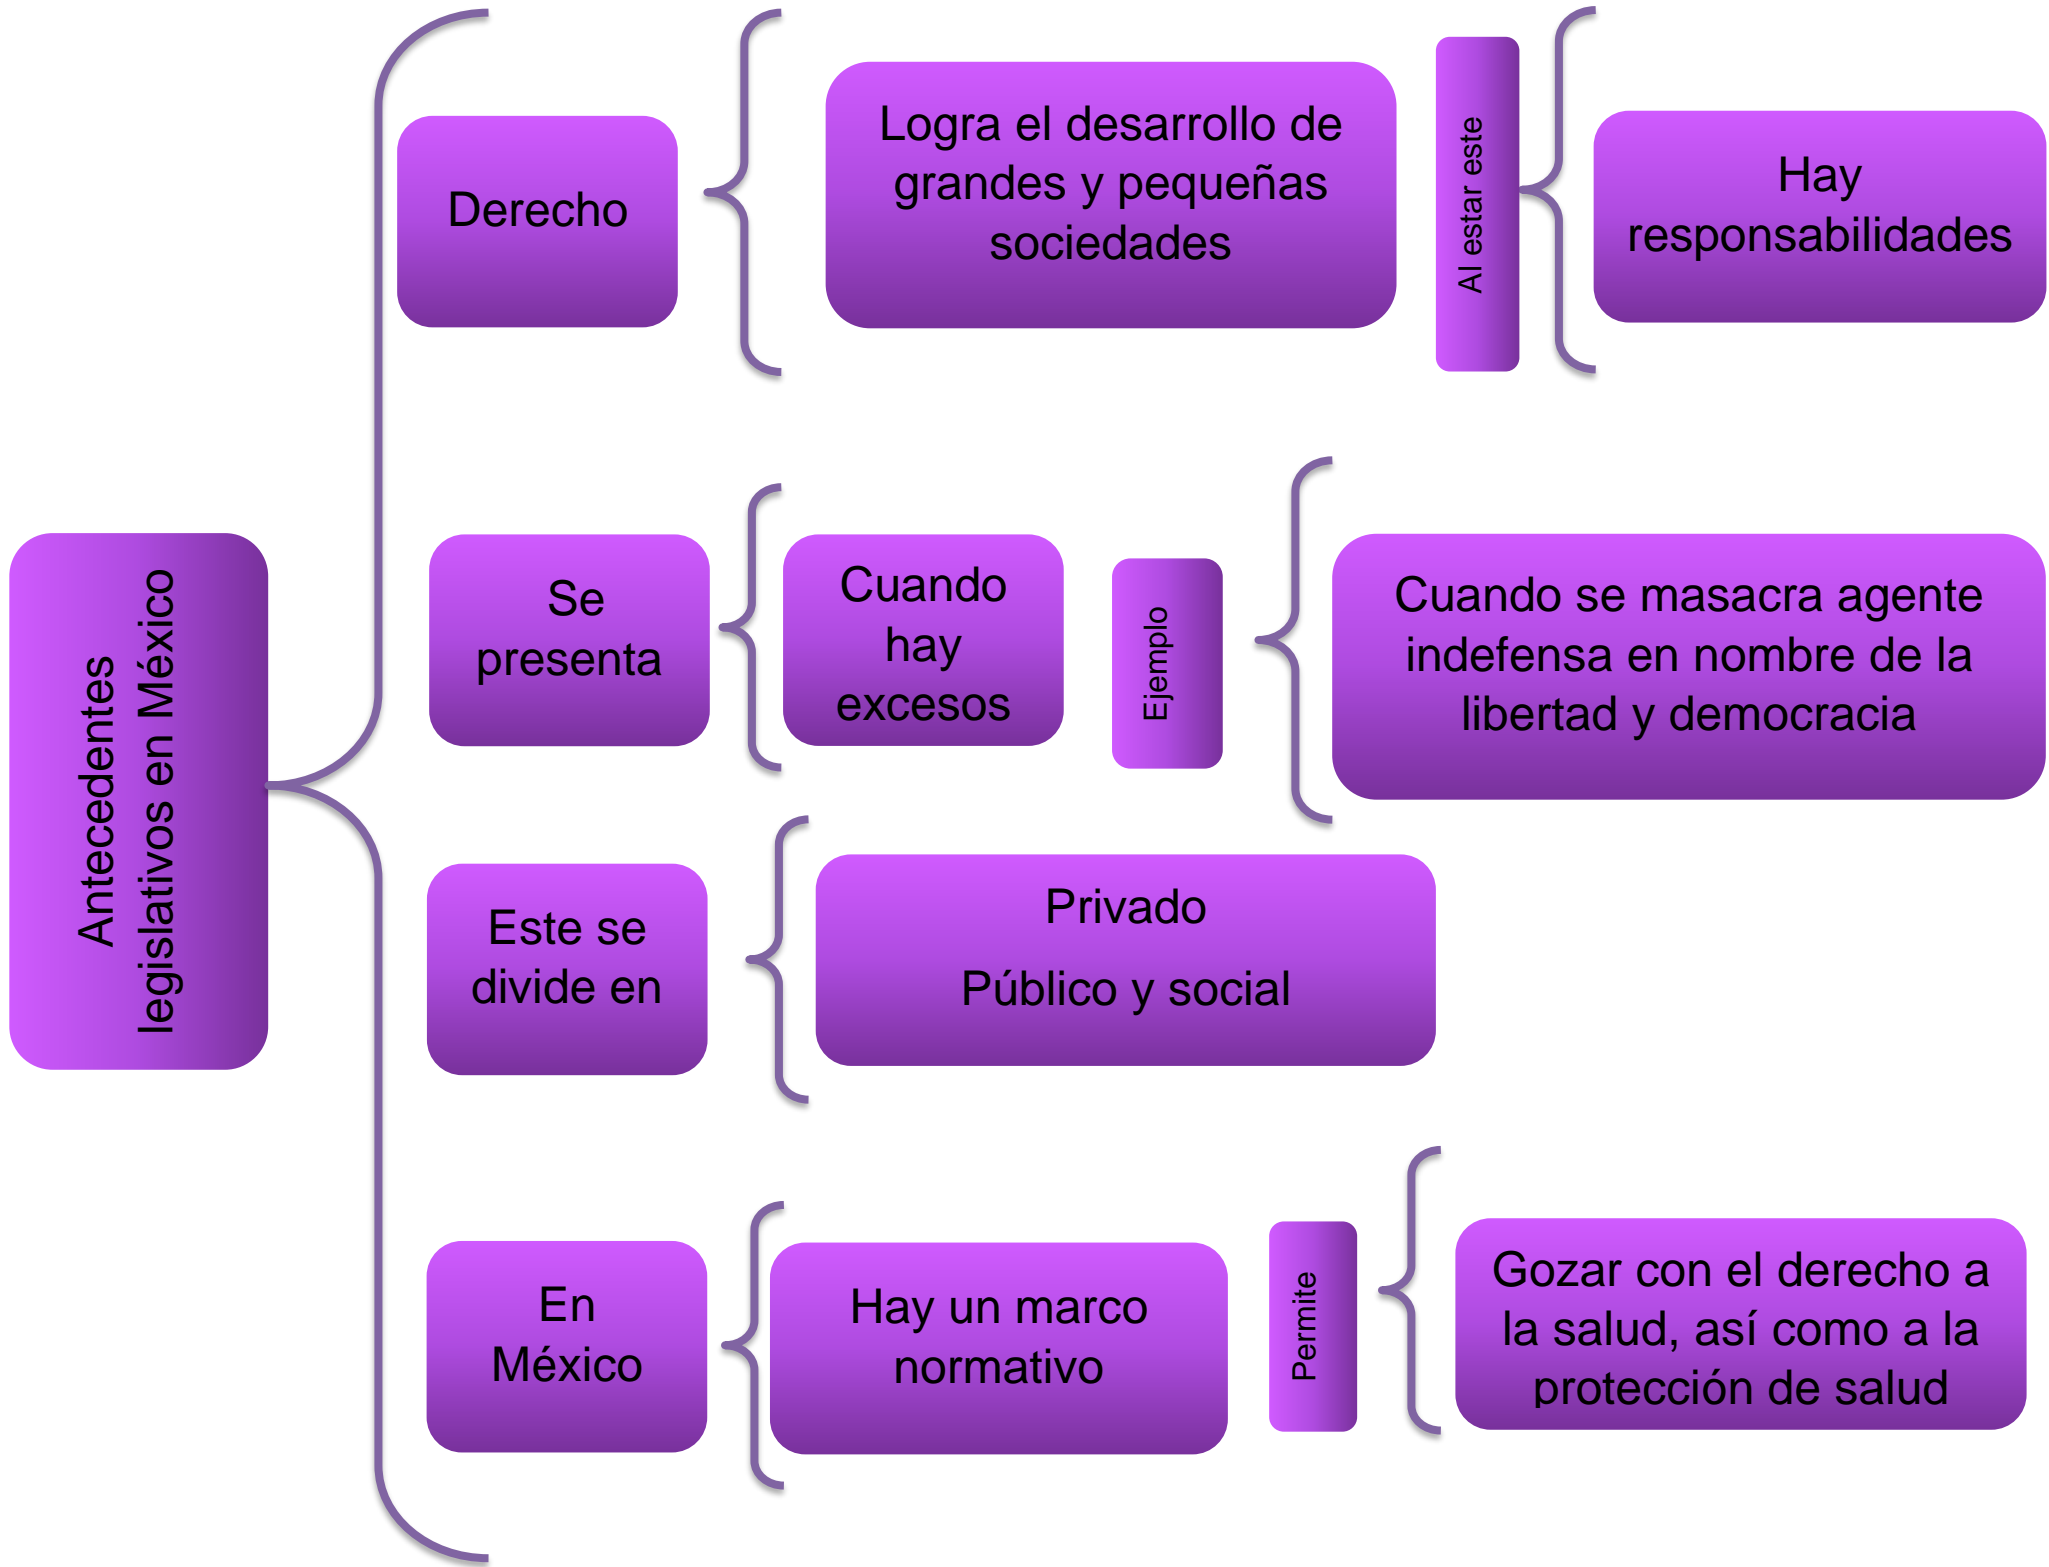 Antecedentes
legislativos en México
Derecho
Logra el desarrollo de
grandes y pequeñas
sociedades
Al estar este
Hay
responsabilidades
Se
presenta
Cuando
hay
excesos
Ejemplo
Cuando se masacra agente
indefensa en nombre de la
libertad y democracia
Este se
divide en
Privado
Público y social
En
México
Hay un marco
normativo
Permite
Gozar con el derecho a
la salud, así como a la
protección de salud